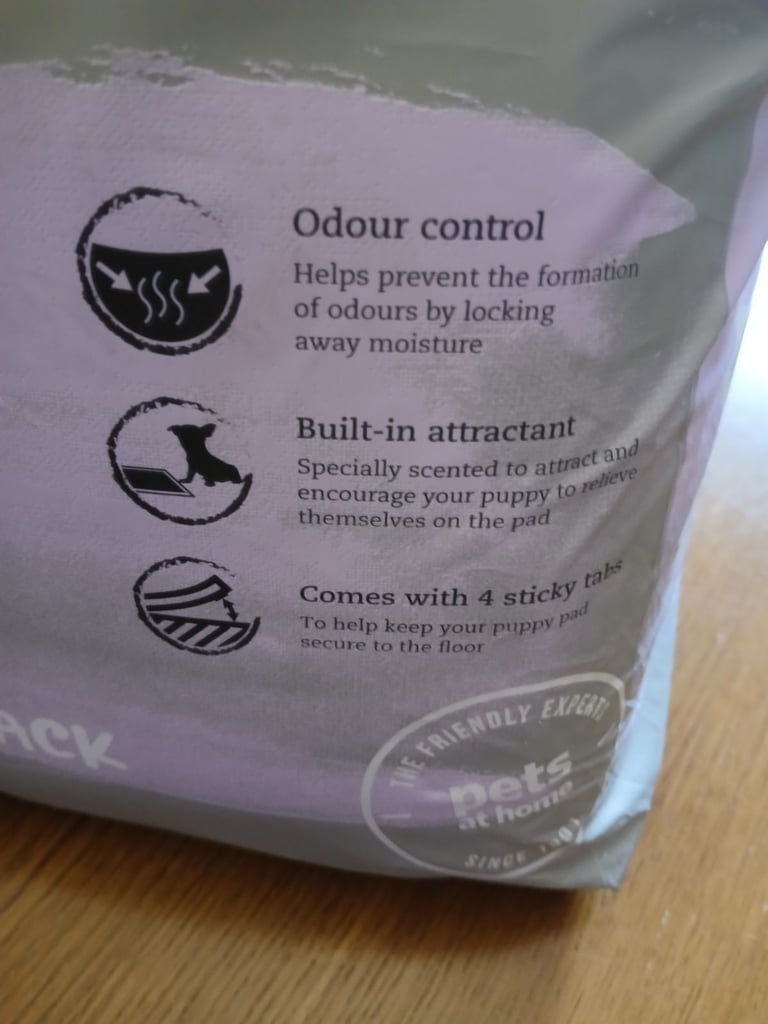 Odour control
Helps prevent the formation
of odours by locking
away moisture
Built-in attractant
Specially scented to attract and
encourage your puppy to relieve
themselves on the pad
Comes with 4 sticky tabs
To help keep your puppy pad
secure to the floor
ACK
THE FRIENDLY EXPERTS
pets
at home
SINCE